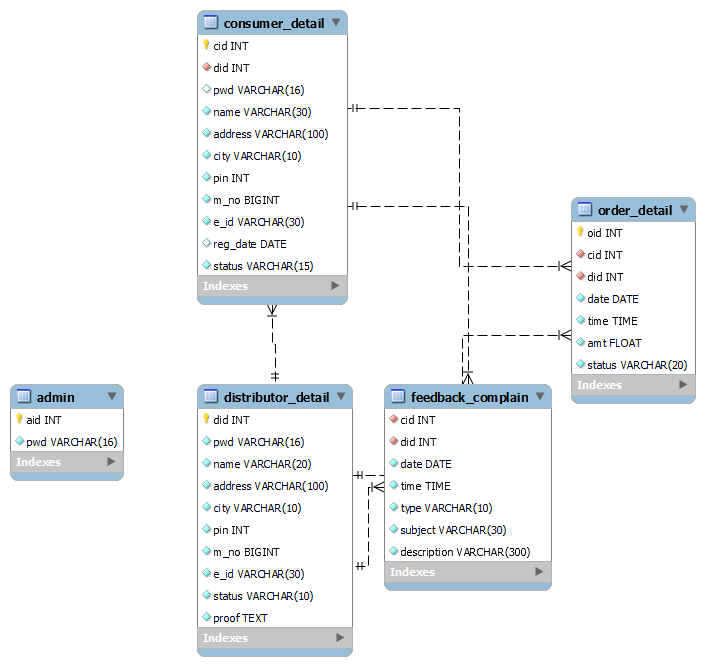 consumer_detail
cid INT
did INT
pwd VARCHAR(16)
name VARCHAR(30)
address VARCHAR(100)
city VARCHAR(10)
pin INT
m_no BIGINT
e_id VARCHAR(30)
reg_date DATE
status VARCHAR(15)
Indexes
order_detail
oid INT
cid INT
did INT
date DATE
time TIME
amt FLOAT
status VARCHAR(20)
Indexes
admin
aid INT
pwd VARCHAR(16)
Indexes
distributor_detail
did INT
pwd VARCHAR(16)
name VARCHAR(20)
address VARCHAR(100)
city VARCHAR(10)
pin INT
m_no BIGINT
e_id VARCHAR(30)
status VARCHAR(10)
proof TEXT
Indexes
feedback_complain
cid INT
did INT
date DATE
time TIME
type VARCHAR(10)
subject VARCHAR(30)
description VARCHAR(300)
Indexes